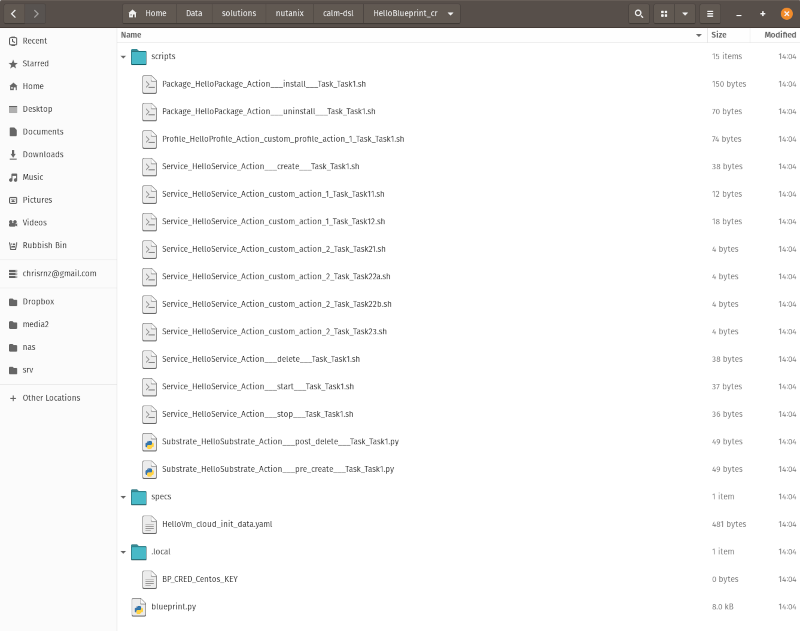 Home Data solutions nutanix calm-dsl HelloBlueprint_cr
Recent
Starred
Home
Desktop
Documents
Downloads
Music
Pictures
Videos
Rubbish Bin
chrisrnz@gmail.com
Dropbox
media2
nas
srv
Other Locations
Name Size Modified
scripts 15 items 14:04
Package_HelloPackage_Action___install___Task_Task1.sh 150 bytes 14:04
Package_HelloPackage_Action___uninstall___Task_Task1.sh 70 bytes 14:04
Profile_HelloProfile_Action_custom_profile_action_1_Task_Task1.sh 74 bytes 14:04
Service_HelloService_Action___create___Task_Task1.sh 38 bytes 14:04
Service_HelloService_Action_custom_action_1_Task_Task11.sh 12 bytes 14:04
Service_HelloService_Action_custom_action_1_Task_Task12.sh 18 bytes 14:04
Service_HelloService_Action_custom_action_2_Task_Task21.sh 4 bytes 14:04
Service_HelloService_Action_custom_action_2_Task_Task22a.sh 4 bytes 14:04
Service_HelloService_Action_custom_action_2_Task_Task22b.sh 4 bytes 14:04
Service_HelloService_Action_custom_action_2_Task_Task23.sh 4 bytes 14:04
Service_HelloService_Action___delete___Task_Task1.sh 38 bytes 14:04
Service_HelloService_Action___start___Task_Task1.sh 37 bytes 14:04
Service_HelloService_Action___stop___Task_Task1.sh 36 bytes 14:04
Substrate_HelloSubstrate_Action___post_delete___Task_Task1.py 49 bytes 14:04
Substrate_HelloSubstrate_Action___pre_create___Task_Task1.py 49 bytes 14:04
specs 1 item 14:04
HelloVm_cloud_init_data.yaml 481 bytes 14:04
.local 1 item 14:04
BP_CRED_Centos_KEY 0 bytes 14:04
blueprint.py 8.0 kB 14:04